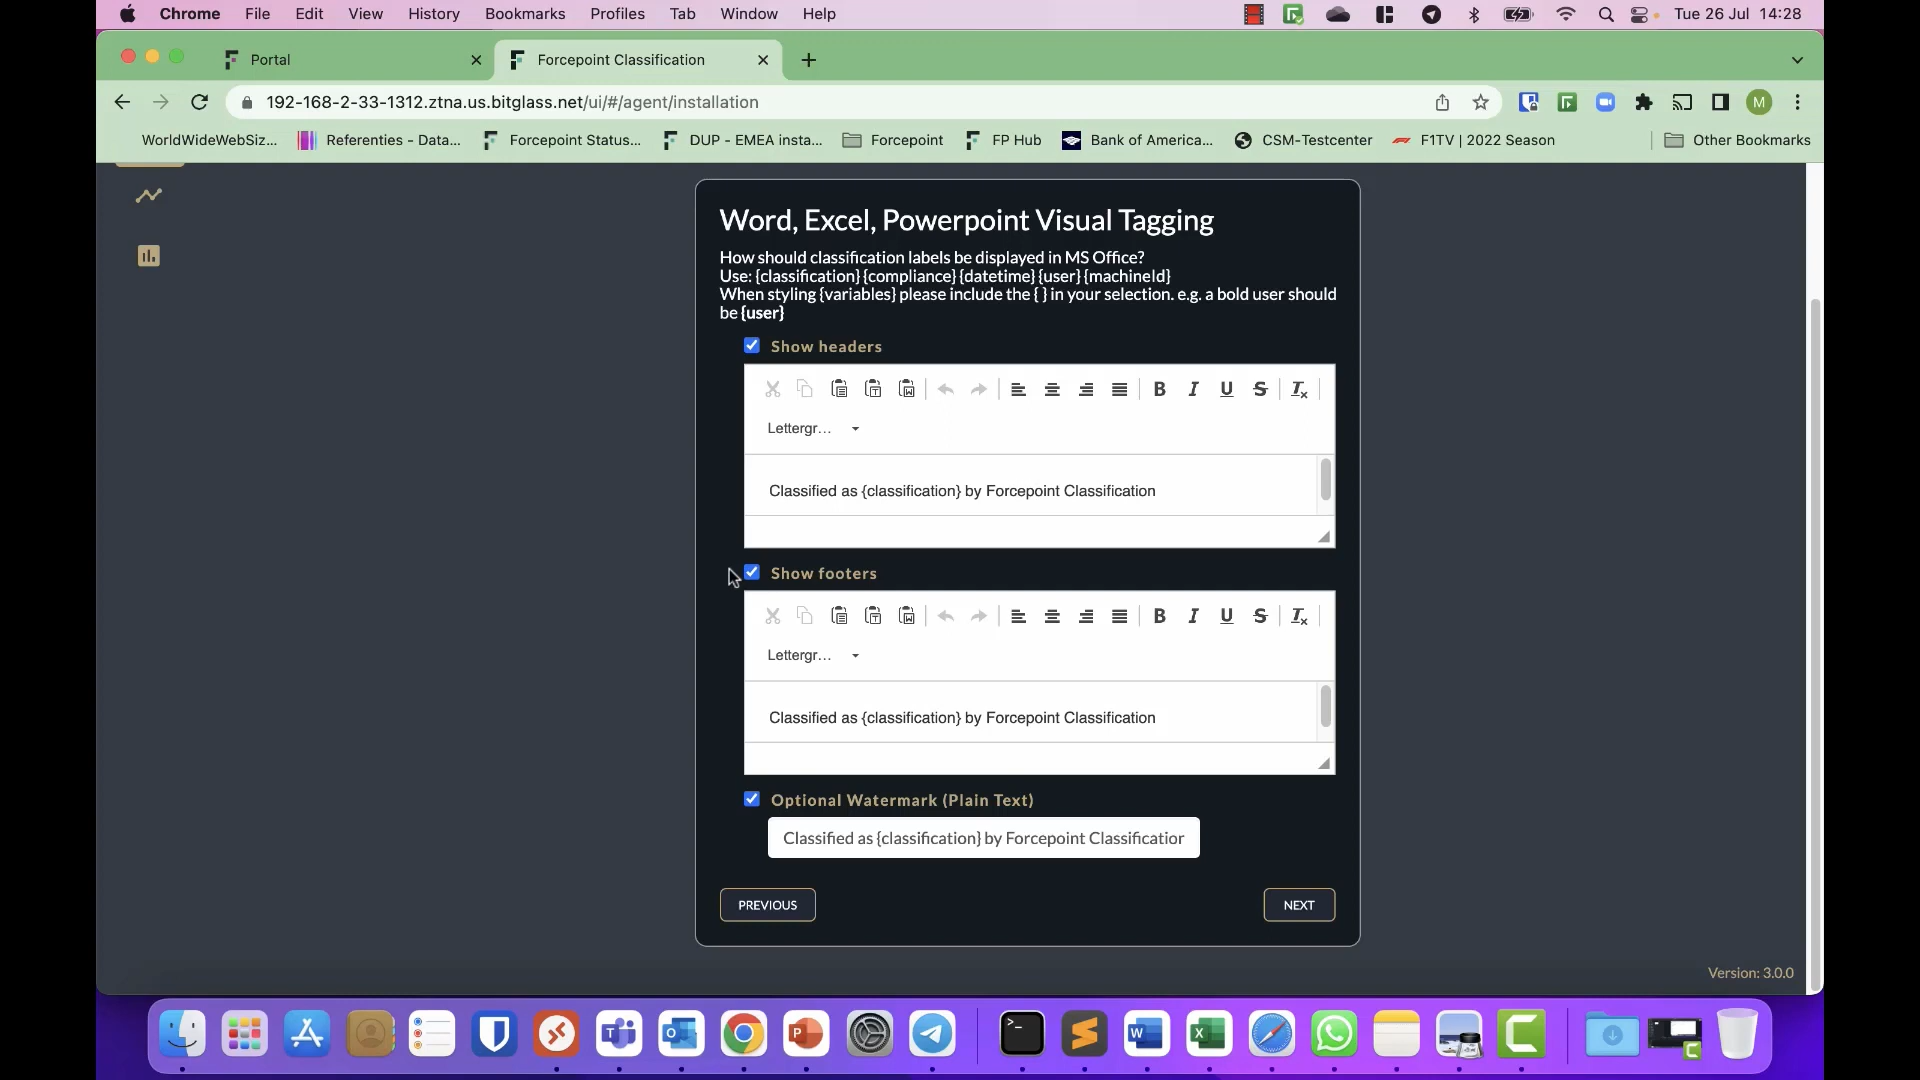 Chrome File Edit View History Bookmarks Profiles Tab Window Help Tue 26 Jul 14:28
Portal Forcepoint Classification
192-168-2-33-1312.ztna.us.bitglass.net/ui/#/agent/installation M
WorldWideWebSiz... Referenties - Data... Forcepoint Status... DUP - EMEA insta... Forcepoint FP Hub Bank of America... CSM-Testcenter F1TV | 2022 Season Other Bookmarks
Word, Excel, Powerpoint Visual Tagging
How should classification labels be displayed in MS Office?
Use: {classification} {compliance} {datetime} {user} {machineId}
When styling {variables} please include the { } in your selection. e.g. a bold user should
be {user}
Show headers
B I U S Tx
Lettergr...
Classified as {classification} by Forcepoint Classification
Show footers
B I U S Tx
Lettergr...
Classified as {classification} by Forcepoint Classification
Optional Watermark (Plain Text)
Classified as {classification} by Forcepoint Classification
PREVIOUS NEXT
Version: 3.0.0